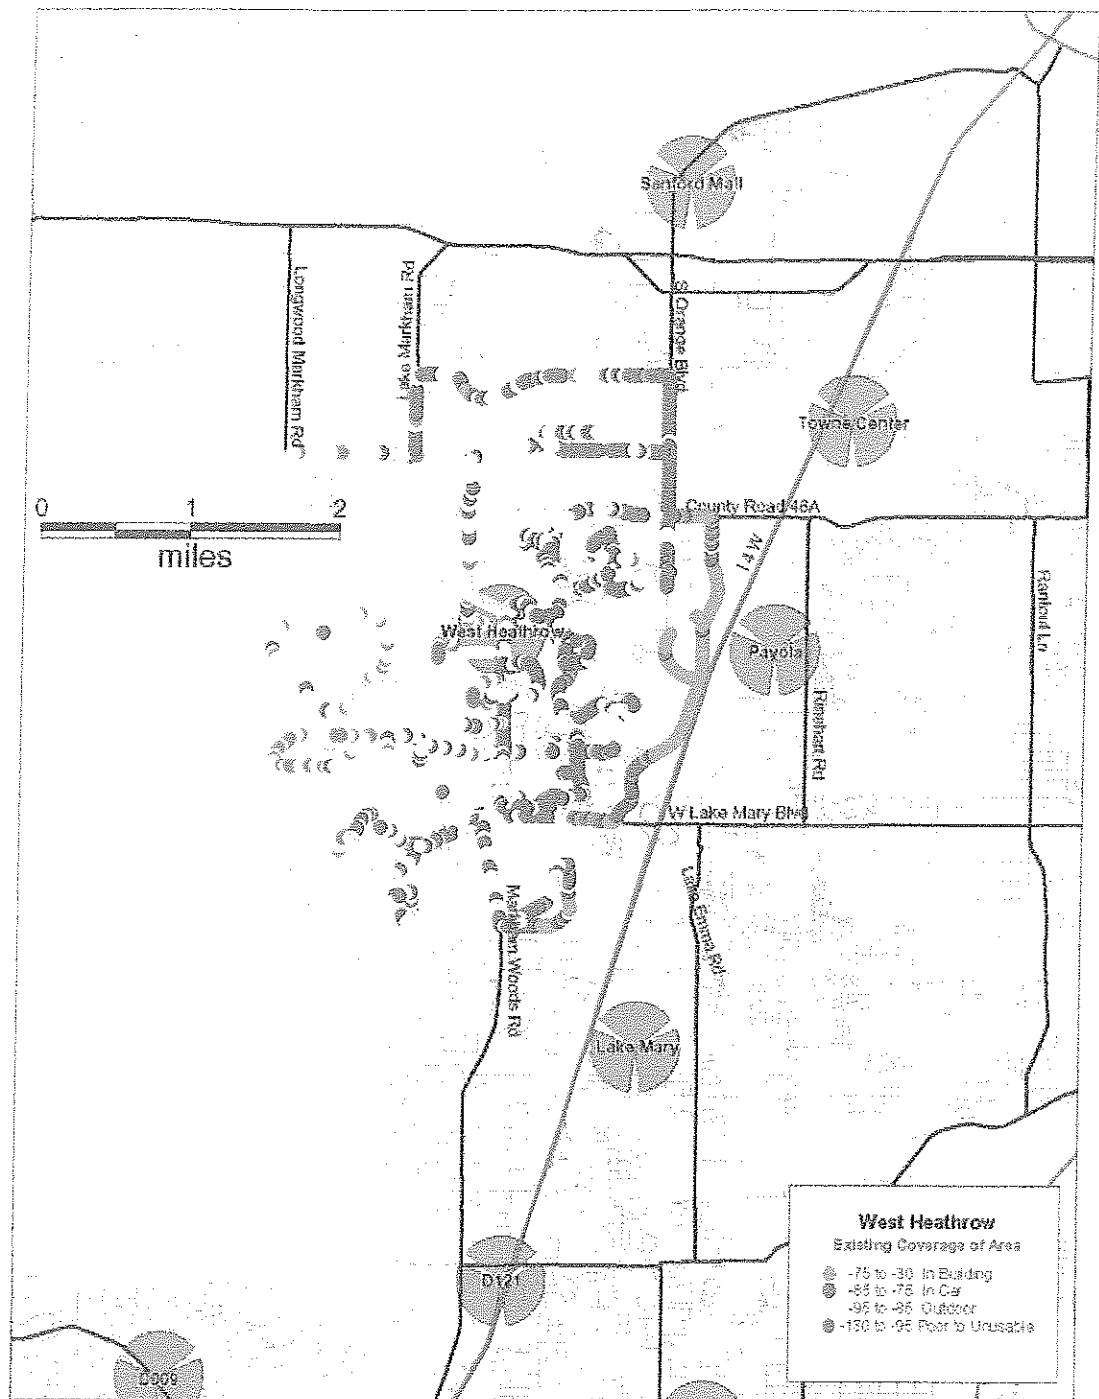 Sanford Mall
Longwood Markham Rd
Lake Markham Rd
S Orange Blvd
Towne Center
0 1 2
miles
County Road 46A
I 4 W
Rantoul Ln
West Heathrow
Payola
Rinehart Rd
W Lake Mary Blvd
Markham Woods Rd
Lake Emma Rd
Lake Mary
D121
D009
West Heathrow
Existing Coverage of Area
-75 to -30 In Building
-85 to -75 In Car
-95 to -85 Outdoor
-130 to -95 Poor to Unusable